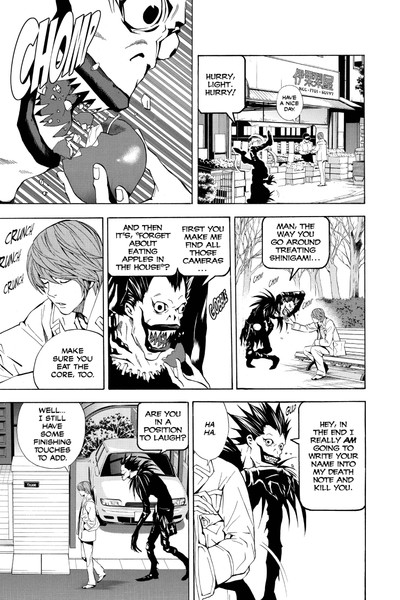 HURRY,
LIGHT.
HURRY!
HAVE
A NICE
DAY.
CHOMP
MAN, THE
WAY YOU
GO AROUND
TREATING
SHINIGAMI...
FIRST YOU
MAKE ME
FIND ALL
THOSE
CAMERAS
...
AND THEN
IT'S, "FORGET
ABOUT
EATING
APPLES IN
THE HOUSE"?
CRUNCH
CRUNCH
CRUNCH
MAKE
SURE YOU
EAT THE
CORE, TOO.
GULP
HEY, IN
THE END I
REALLY AM
GOING TO
WRITE YOUR
NAME INTO
MY DEATH
NOTE AND
KILL YOU.
HA
HA.
ARE YOU
IN A
POSITION
TO LAUGH?
WELL...
I STILL
HAVE
SOME
FINISHING
TOUCHES
TO ADD.